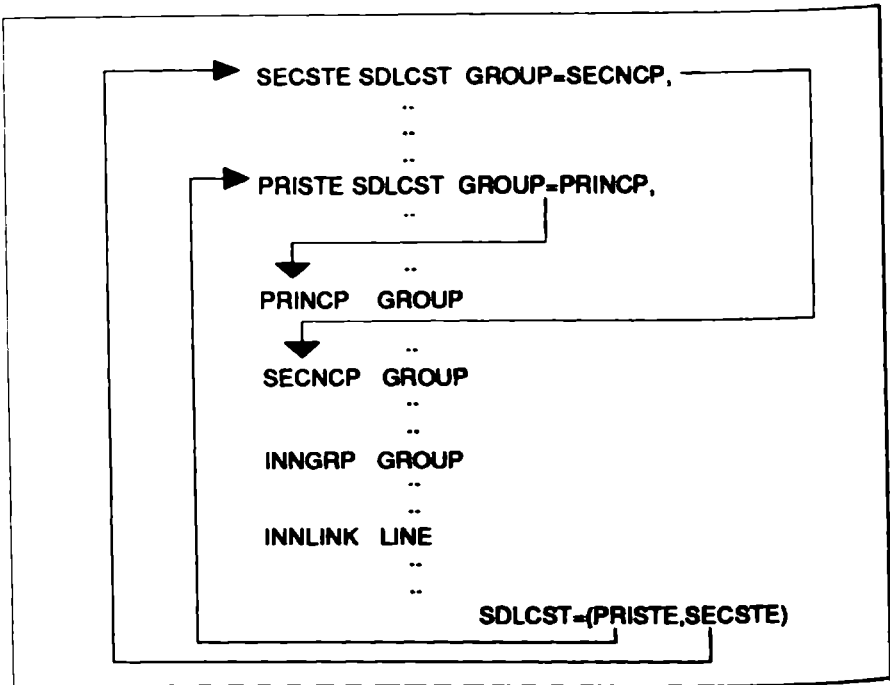 SECSTE SDLCST GROUP=SECNCP,
..
..
..
PRISTE SDLCST GROUP=PRINCP,
..
..
PRINCP GROUP
..
SECNCP GROUP
..
..
INNGRP GROUP
..
..
INNLINK LINE
..
..
SDLCST=(PRISTE,SECSTE)